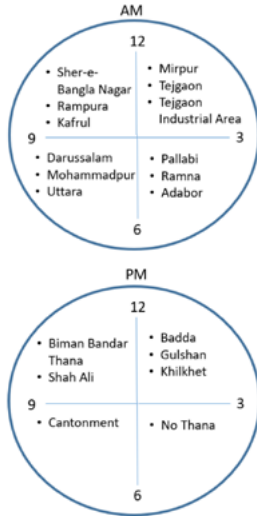 AM
12
• Sher-e-
Bangla Nagar
• Rampura
• Kafrul
• Mirpur
• Tejgaon
• Tejgaon
Industrial Area
9
3
• Darussalam
• Mohammadpur
• Uttara
• Pallabi
• Ramna
• Adabor
6
PM
12
• Biman Bandar
Thana
• Shah Ali
• Badda
• Gulshan
• Khilkhet
9
3
• Cantonment
• No Thana
6